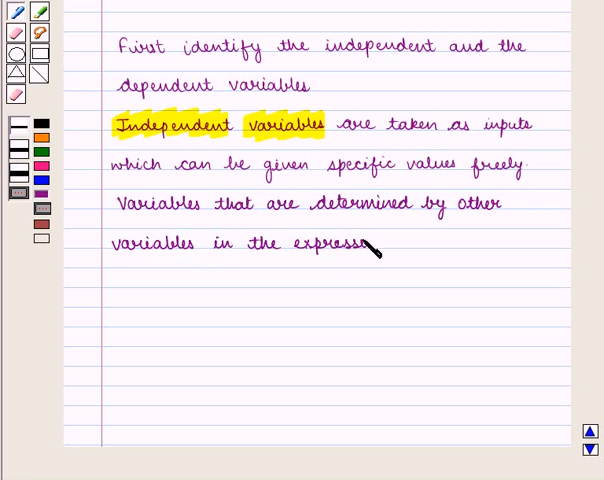 First identify the independent and the
dependent variables
Independent variables are taken as inputs
which can be given specific values freely.
Variables that are determined by other
variables in the express